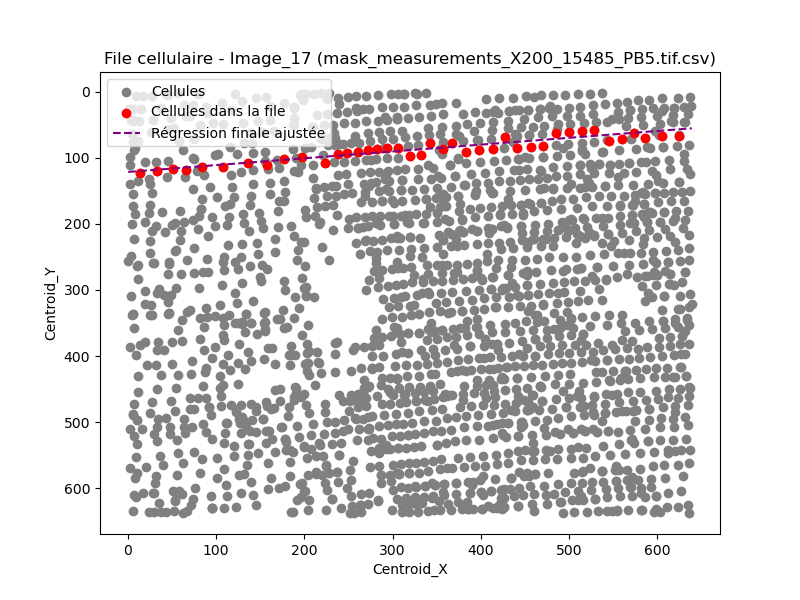 File cellulaire - Image_17 (mask_measurements_X200_15485_PB5.tif.csv)
Cellules
Cellules dans la file
Régression finale ajustée
0
100
200
300
400
500
600
Centroid_Y
0 100 200 300 400 500 600
Centroid_X